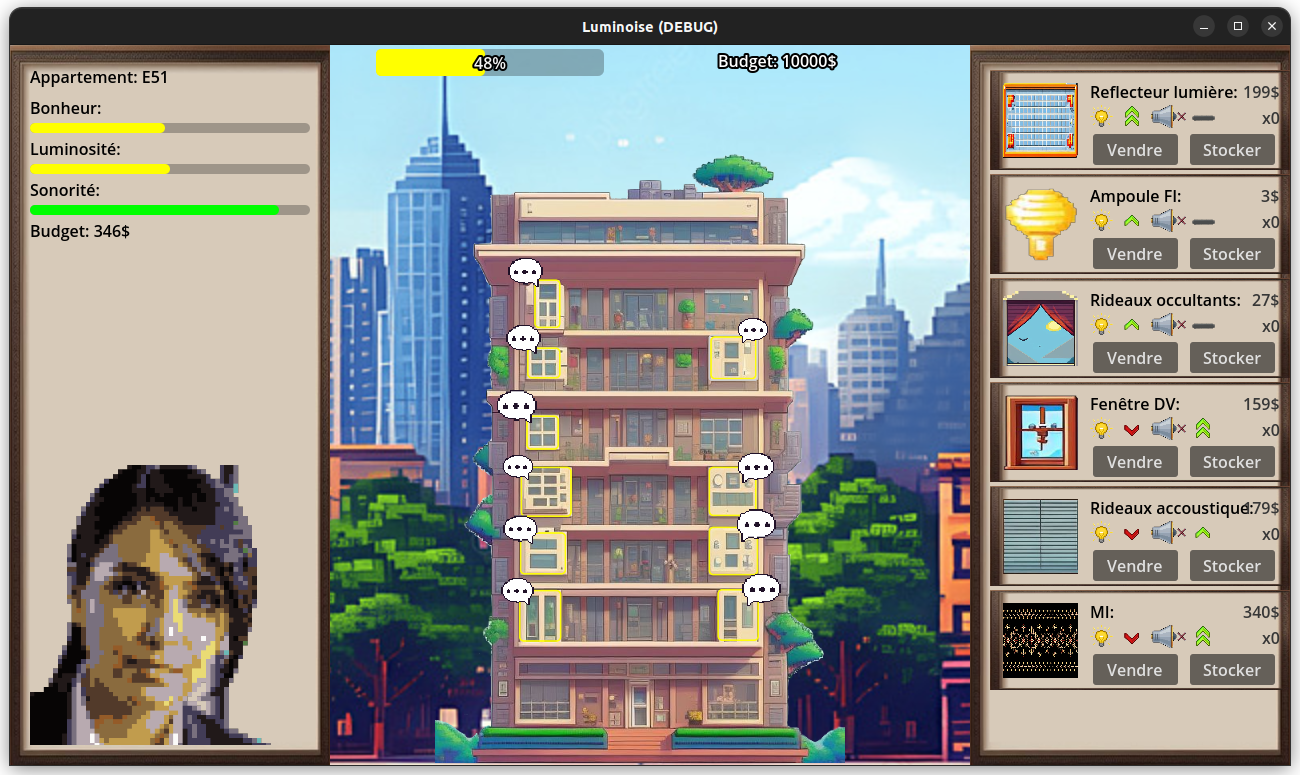 Luminoise (DEBUG)
Appartement: E51
Bonheur:
Luminosité:
Sonorité:
Budget: 346$
48%
Budget: 10000$
Reflecteur lumière: 199$
x0
Vendre Stocker
Ampoule FI: 3$
x0
Vendre Stocker
Rideaux occultants: 27$
x0
Vendre Stocker
Fenêtre DV: 159$
x0
Vendre Stocker
Rideaux accoustique: 79$
x0
Vendre Stocker
MI: 340$
x0
Vendre Stocker